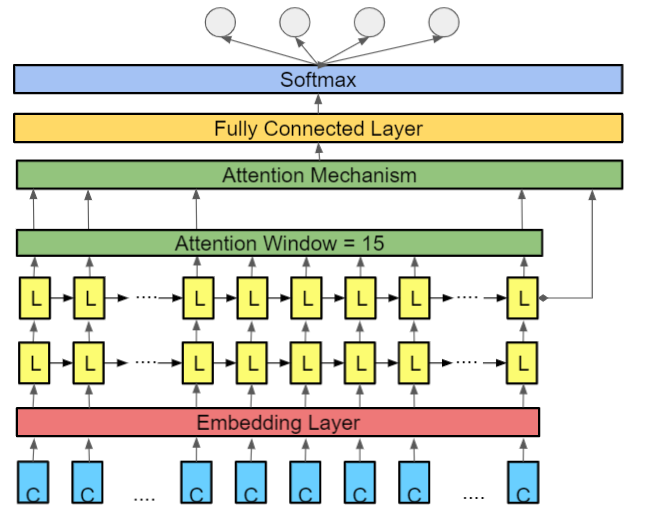 Softmax
Fully Connected Layer
Attention Mechanism
Attention Window = 15
L L .... L L L L L .... L
L L .... L L L L L .... L
Embedding Layer
C C .... C C C C C .... C